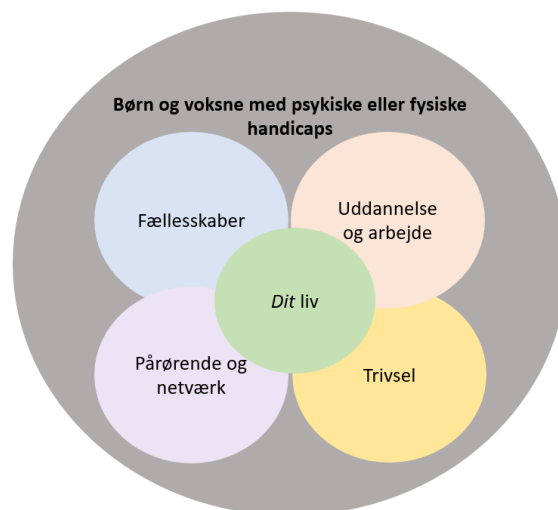 Børn og voksne med psykiske eller fysiske
handicaps
Fællesskaber
Uddannelse
og arbejde
Dit liv
Pårørende og
netværk
Trivsel